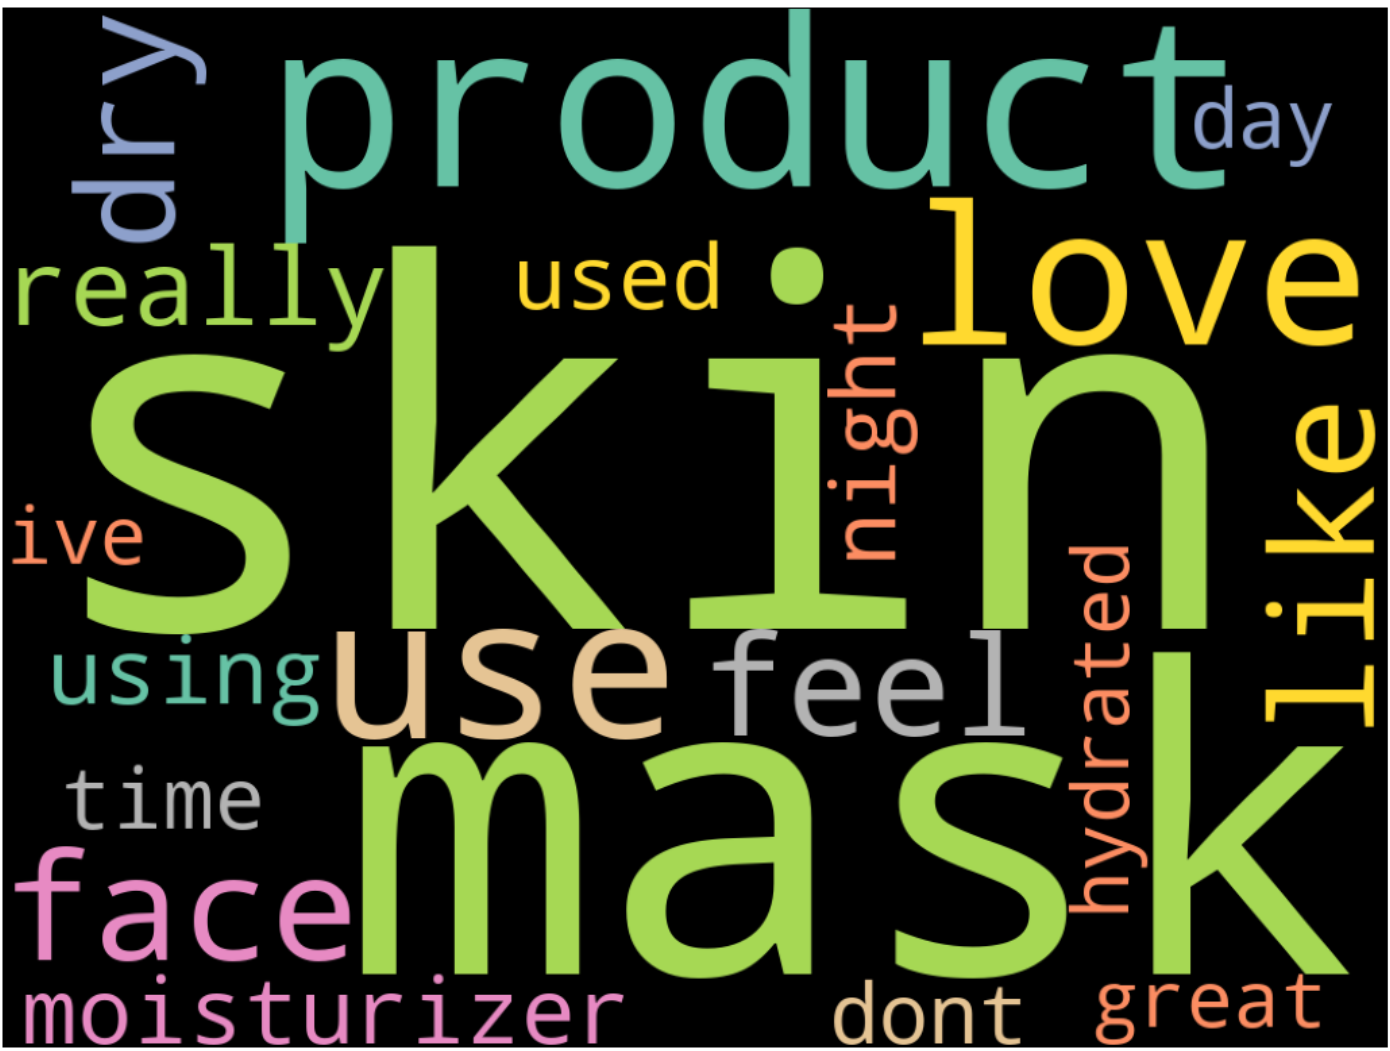 dry
product
day
really
used
love
skin
night
like
ive
using
use
feel
hydrated
time
mask
face
moisturizer
dont
great